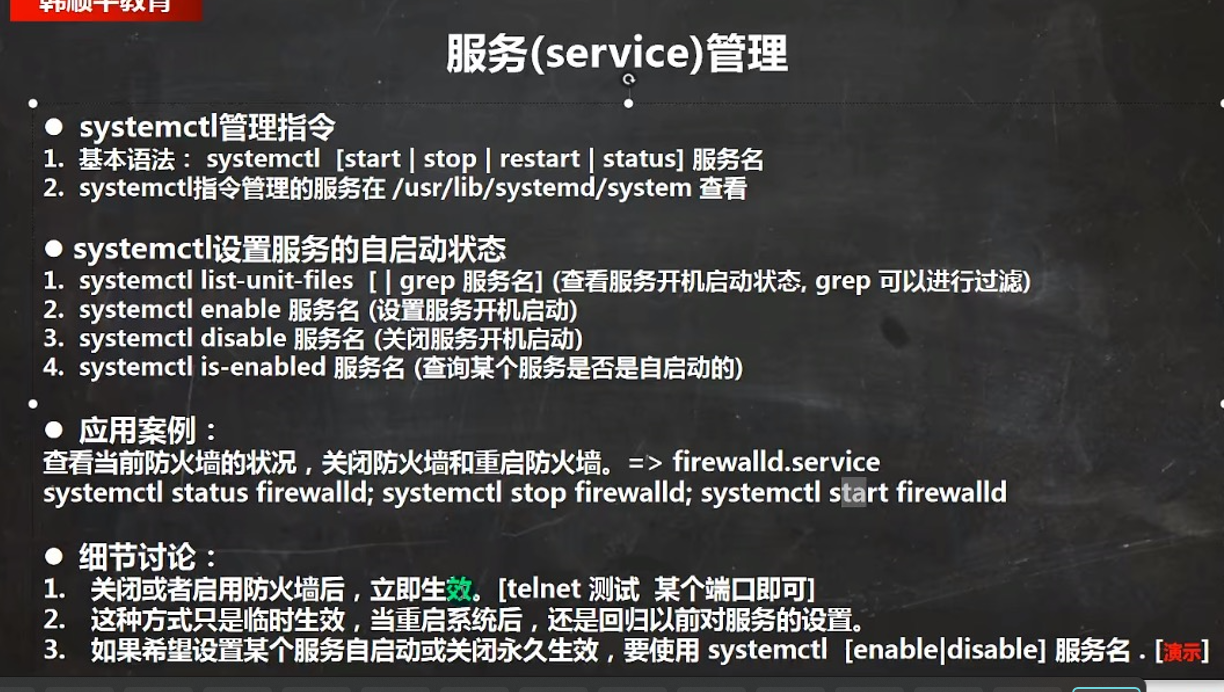 韩顺平教育
服务(service)管理
● systemctl管理指令
1. 基本语法： systemctl [start | stop | restart | status] 服务名
2. systemctl指令管理的服务在 /usr/lib/systemd/system 查看
● systemctl设置服务的自启动状态
1. systemctl list-unit-files [ | grep 服务名] (查看服务开机启动状态, grep 可以进行过滤)
2. systemctl enable 服务名 (设置服务开机启动)
3. systemctl disable 服务名 (关闭服务开机启动)
4. systemctl is-enabled 服务名 (查询某个服务是否是自启动的)
● 应用案例：
查看当前防火墙的状况，关闭防火墙和重启防火墙。=> firewalld.service
systemctl status firewalld; systemctl stop firewalld; systemctl start firewalld
● 细节讨论：
1. 关闭或者启用防火墙后，立即生效。[telnet 测试 某个端口即可]
2. 这种方式只是临时生效，当重启系统后，还是回归以前对服务的设置。
3. 如果希望设置某个服务自启动或关闭永久生效，要使用 systemctl [enable|disable] 服务名 . [演示]